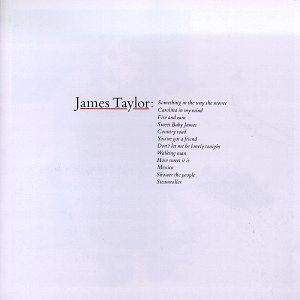 James Taylor:
Something in the way she moves
Carolina in my mind
Fire and rain
Sweet Baby James
Country road
You've got a friend
Don't let me be lonely tonight
Walking man
How sweet it is
Mexico
Shower the people
Steamroller